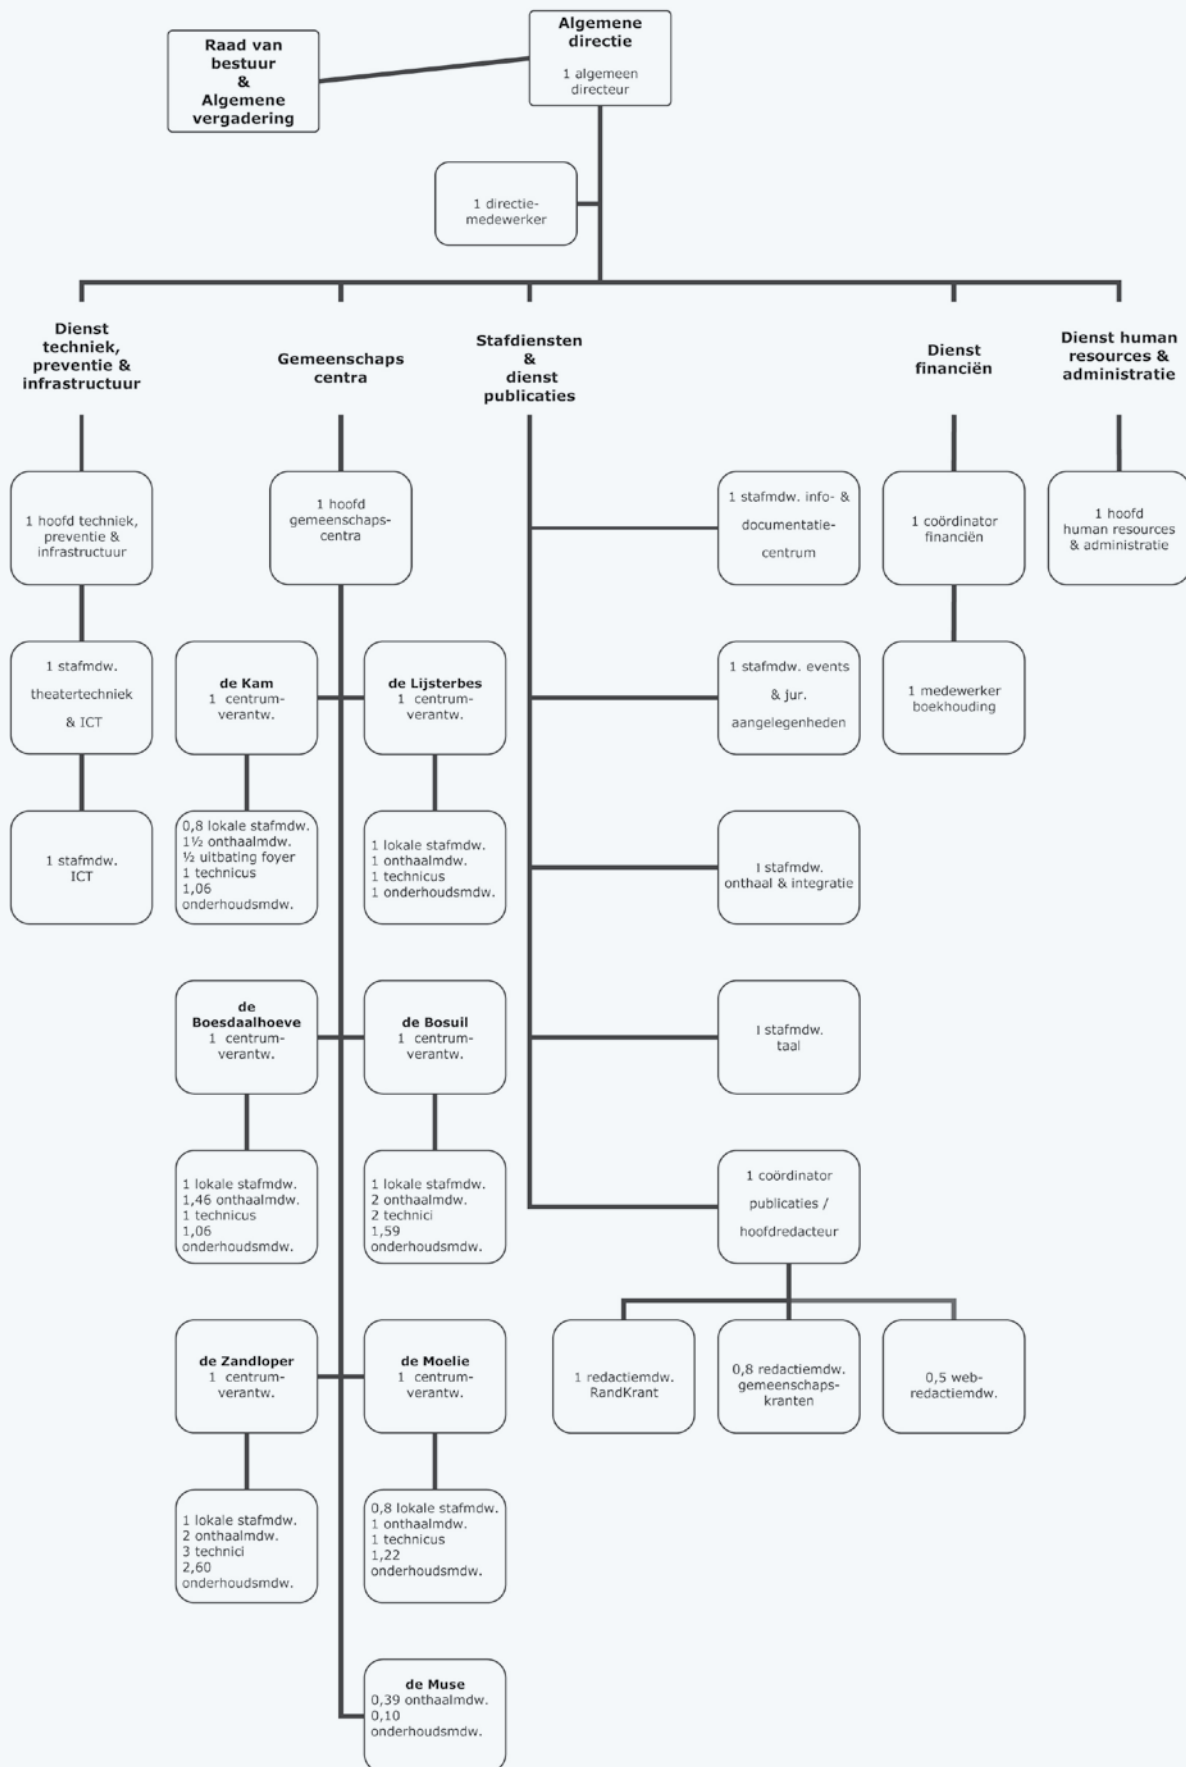 Algemene
directie
1 algemeen
directeur
Raad van
bestuur
&
Algemene
vergadering
1 directie-
medewerker
Dienst
techniek,
preventie &
infrastructuur
Gemeenschaps
centra
Stafdiensten
&
dienst
publicaties
Dienst
financiën
Dienst human
resources &
administratie
1 hoofd techniek,
preventie &
infrastructuur
1 hoofd
gemeenschaps-
centra
1 stafmdw. info- &
documentatie-
centrum
1 coördinator
financiën
1 hoofd
human resources
& administratie
1 stafmdw.
theatertechniek
& ICT
de Kam
1 centrum-
verantw.
de Lijsterbes
1 centrum-
verantw.
1 stafmdw. events
& jur.
aangelegenheden
1 medewerker
boekhouding
1 stafmdw.
ICT
0,8 lokale stafmdw.
1½ onthaalmdw.
½ uitbating foyer
1 technicus
1,06
onderhoudsmdw.
1 lokale stafmdw.
1 onthaalmdw.
1 technicus
1 onderhoudsmdw.
I stafmdw.
onthaal & integratie
de
Boesdaalhoeve
1 centrum-
verantw.
de Bosuil
1 centrum-
verantw.
I stafmdw.
taal
1 lokale stafmdw.
1,46 onthaalmdw.
1 technicus
1,06
onderhoudsmdw.
1 lokale stafmdw.
2 onthaalmdw.
2 technici
1,59
onderhoudsmdw.
1 coördinator
publicaties /
hoofdredacteur
de Zandloper
1 centrum-
verantw.
de Moelie
1 centrum-
verantw.
1 redactiemdw.
RandKrant
0,8 redactiemdw.
gemeenschaps-
kranten
0,5 web-
redactiemdw.
1 lokale stafmdw.
2 onthaalmdw.
3 technici
2,60
onderhoudsmdw.
0,8 lokale stafmdw.
1 onthaalmdw.
1 technicus
1,22
onderhoudsmdw.
de Muse
0,39 onthaalmdw.
0,10
onderhoudsmdw.